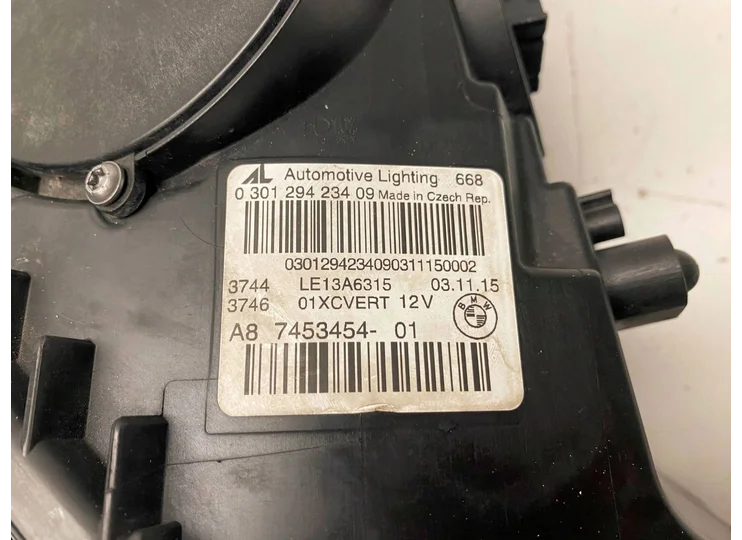 AL Automotive Lighting 668
0 301 294 234 09 Made in Czech Rep.
0301294234090311150002
3744 LE13A6315 03.11.15
3746 01XCVERT 12V
BMW
A8 7453454- 01